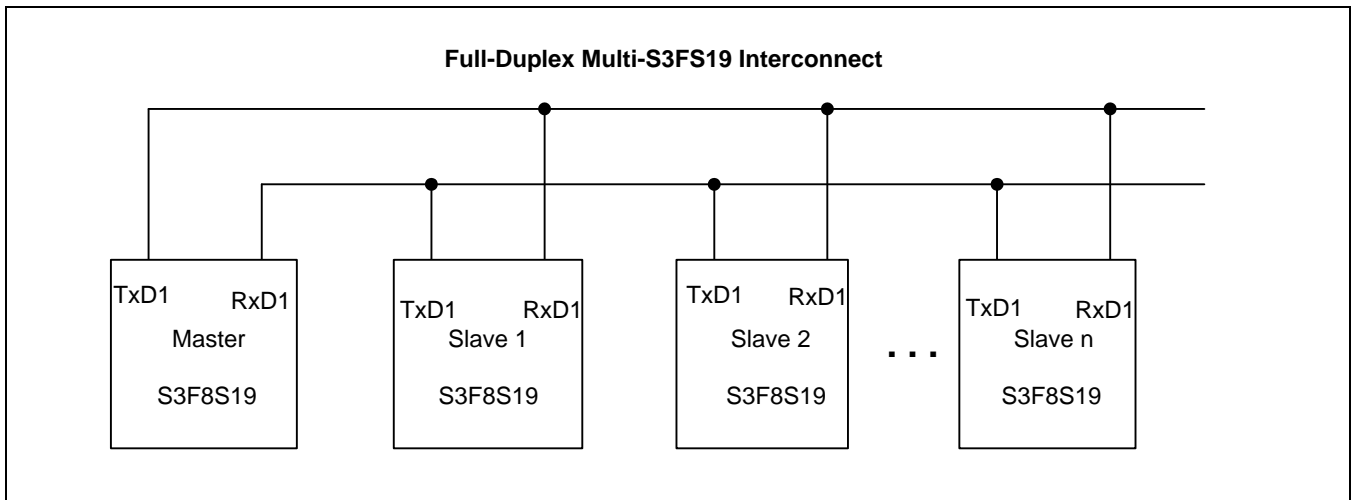 Full-Duplex Multi-S3FS19 Interconnect
TxD1 RxD1
Master
S3F8S19
TxD1 RxD1
Slave 1
S3F8S19
TxD1 RxD1
Slave 2
S3F8S19
. . .
TxD1 RxD1
Slave n
S3F8S19